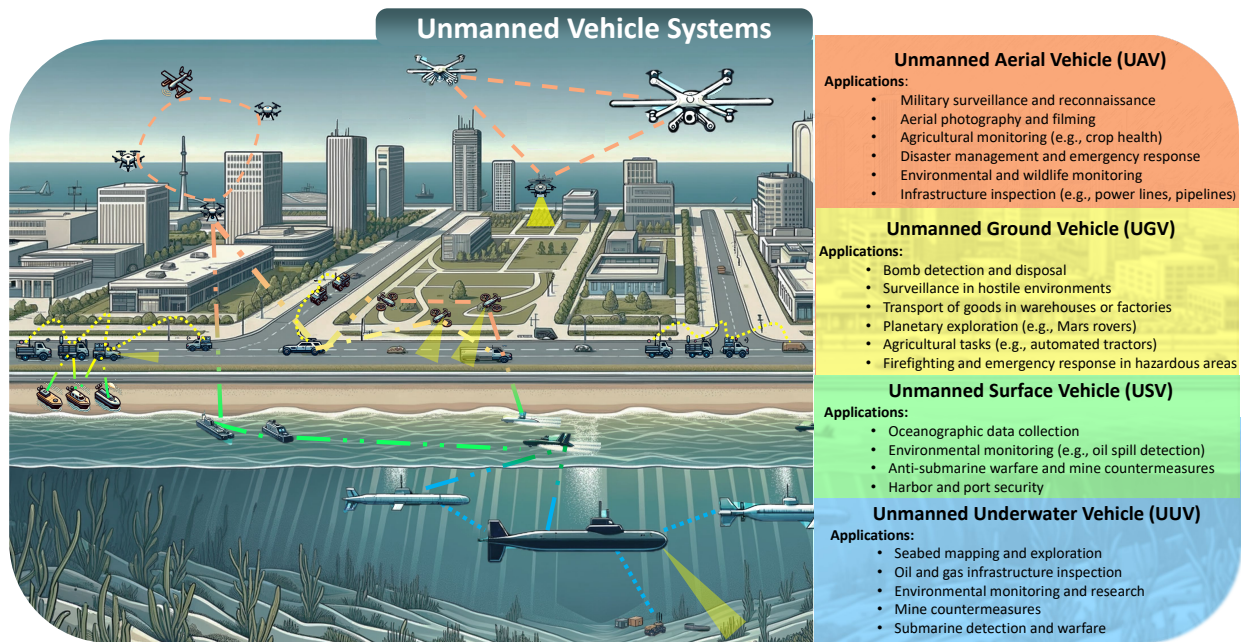 Unmanned Vehicle Systems
Unmanned Aerial Vehicle (UAV)
Applications:
• Military surveillance and reconnaissance
• Aerial photography and filming
• Agricultural monitoring (e.g., crop health)
• Disaster management and emergency response
• Environmental and wildlife monitoring
• Infrastructure inspection (e.g., power lines, pipelines)
Unmanned Ground Vehicle (UGV)
Applications:
• Bomb detection and disposal
• Surveillance in hostile environments
• Transport of goods in warehouses or factories
• Planetary exploration (e.g., Mars rovers)
• Agricultural tasks (e.g., automated tractors)
• Firefighting and emergency response in hazardous areas
Unmanned Surface Vehicle (USV)
Applications:
• Oceanographic data collection
• Environmental monitoring (e.g., oil spill detection)
• Anti-submarine warfare and mine countermeasures
• Harbor and port security
Unmanned Underwater Vehicle (UUV)
Applications:
• Seabed mapping and exploration
• Oil and gas infrastructure inspection
• Environmental monitoring and research
• Mine countermeasures
• Submarine detection and warfare